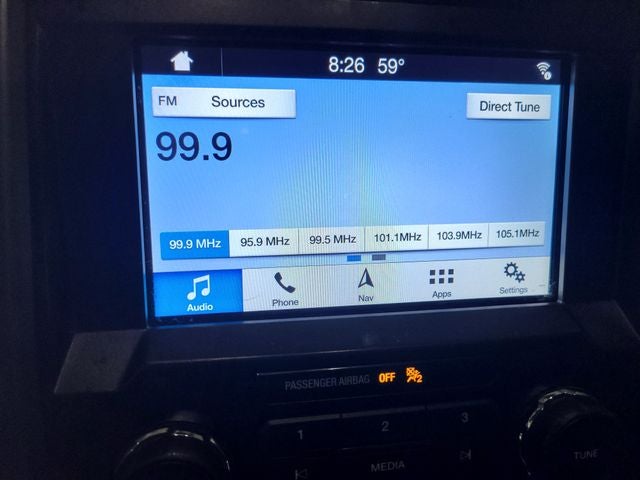 8:26 59°
FM Sources
Direct Tune
99.9
99.9 MHz 95.9 MHz 99.5 MHz 101.1MHz 103.9MHz 105.1MHz
Audio Phone Nav Apps Settings
PASSENGER AIRBAG OFF 2
1 2 3
MEDIA
TUNE